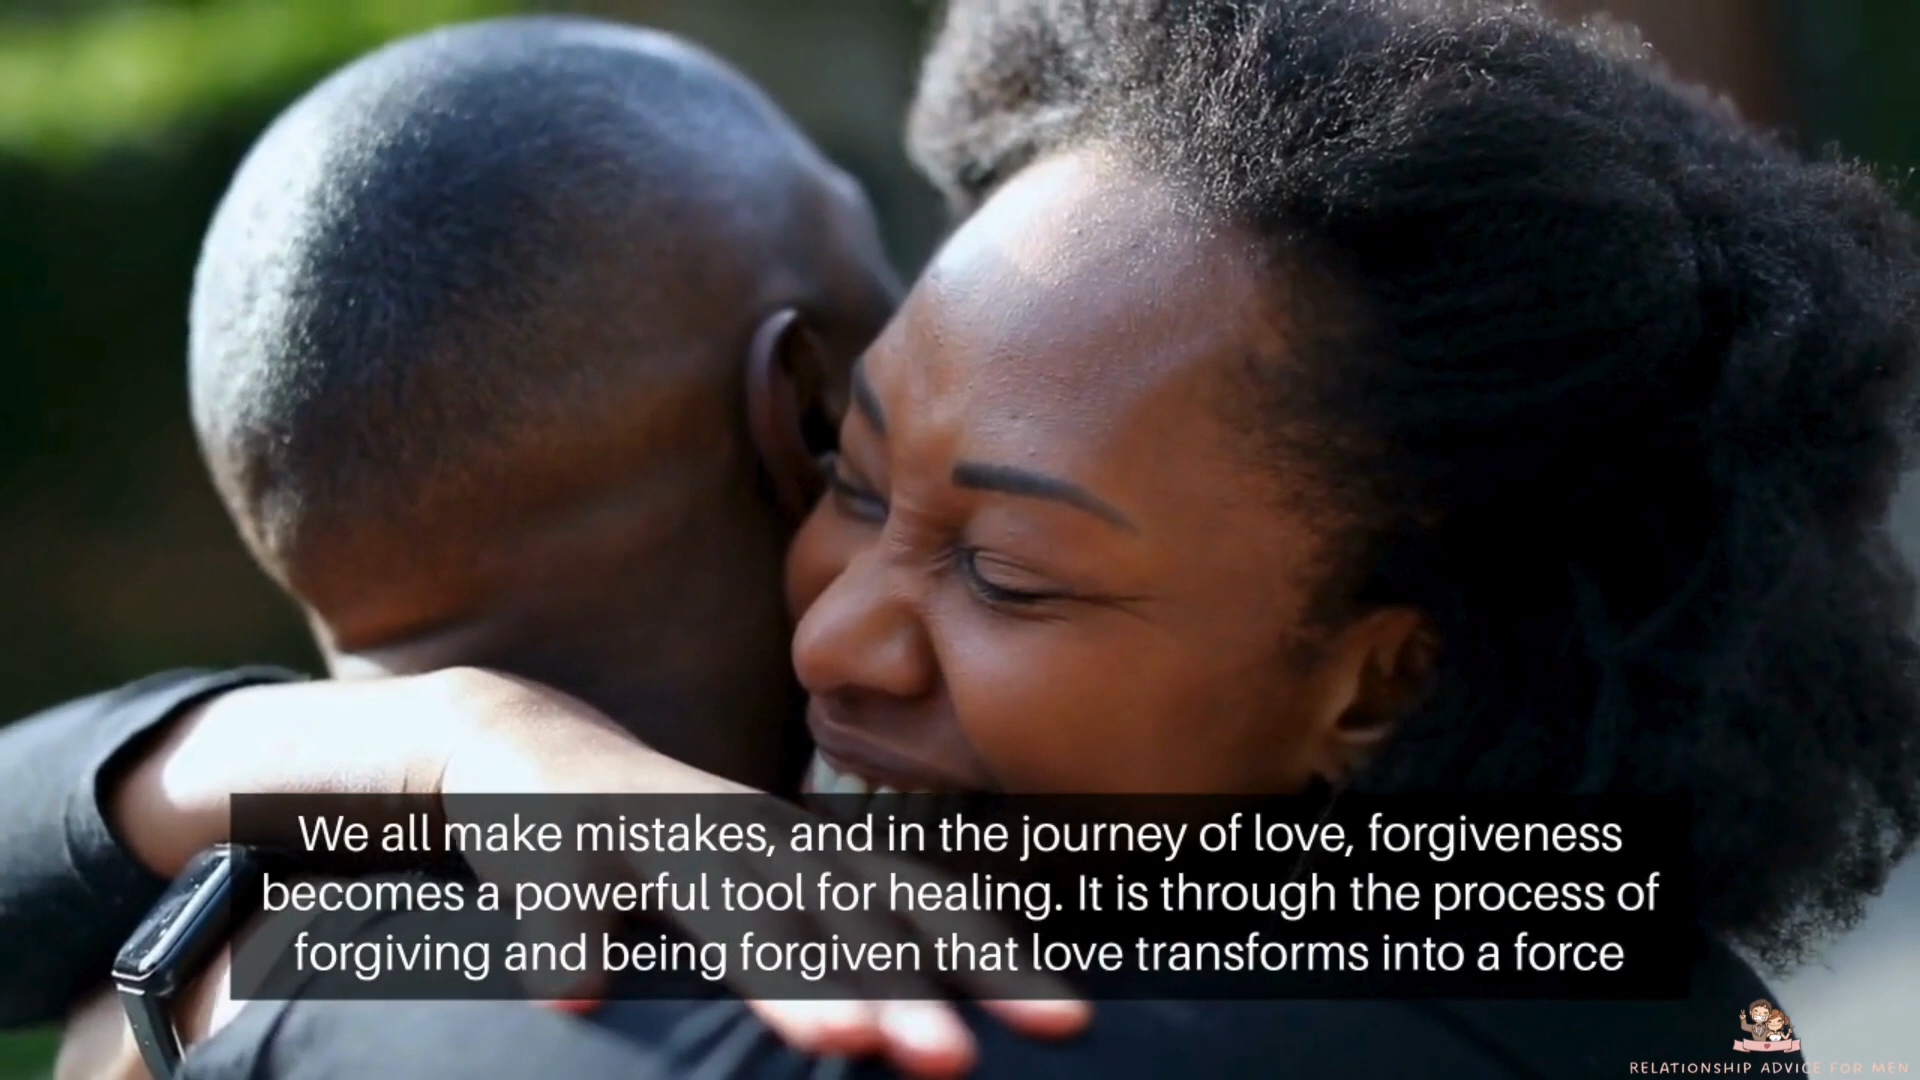 We all make mistakes, and in the journey of love, forgiveness
becomes a powerful tool for healing. It is through the process of
forgiving and being forgiven that love transforms into a force
RELATIONSHIP ADVICE FOR MEN